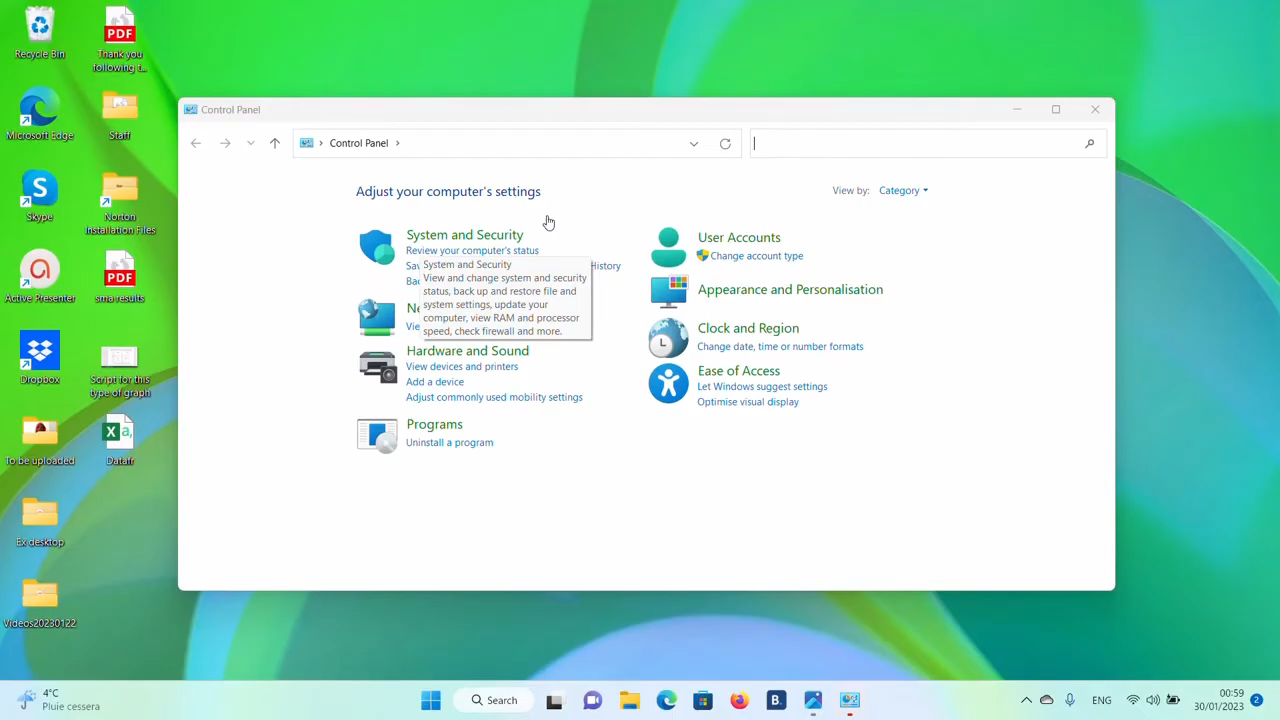 Recycle Bin
Thank you
following t...
Microsoft Edge
Staff
Skype
Norton
Installation Files
Active Presenter
sma results
Dropbox
Script for this
type of graph
To be uploaded
Datafr
Ex desktop
Videos20230122
Control Panel
Control Panel
Adjust your computer's settings
View by: Category
System and Security
Review your computer's status
History
System and Security
View and change system and security
status, back up and restore file and
system settings, update your
computer, view RAM and processor
speed, check firewall and more.
Hardware and Sound
View devices and printers
Add a device
Adjust commonly used mobility settings
Programs
Uninstall a program
User Accounts
Change account type
Appearance and Personalisation
Clock and Region
Change date, time or number formats
Ease of Access
Let Windows suggest settings
Optimise visual display
4°C
Pluie cessera
Search
B.
ENG
00:59
30/01/2023
2